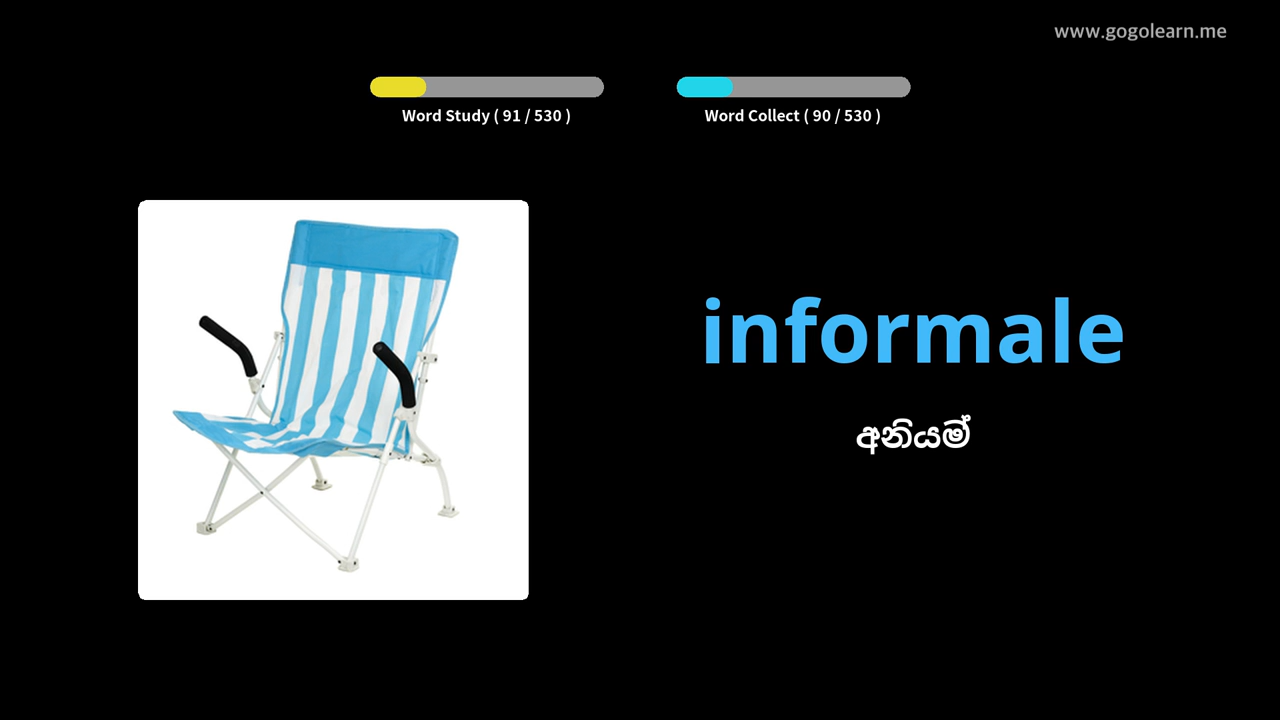 www.gogolearn.me
Word Study ( 91 / 530 )
Word Collect ( 90 / 530 )
informale
අනියම්